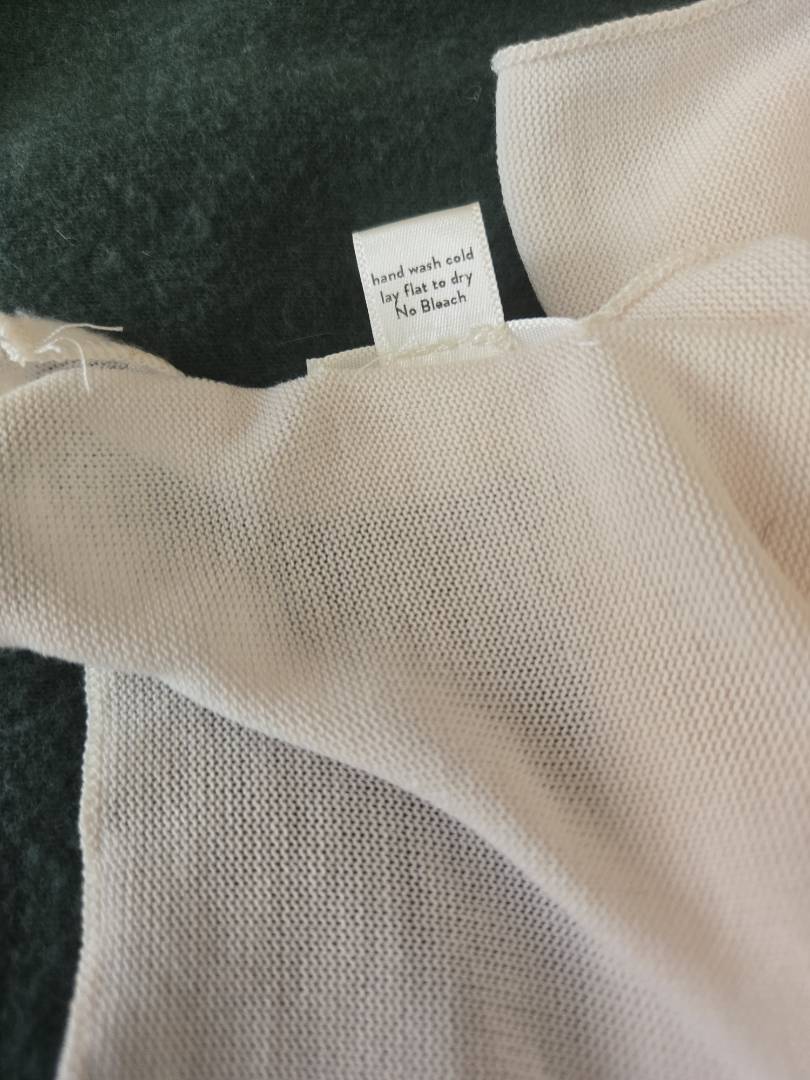 hand wash cold
lay flat to dry
No Bleach